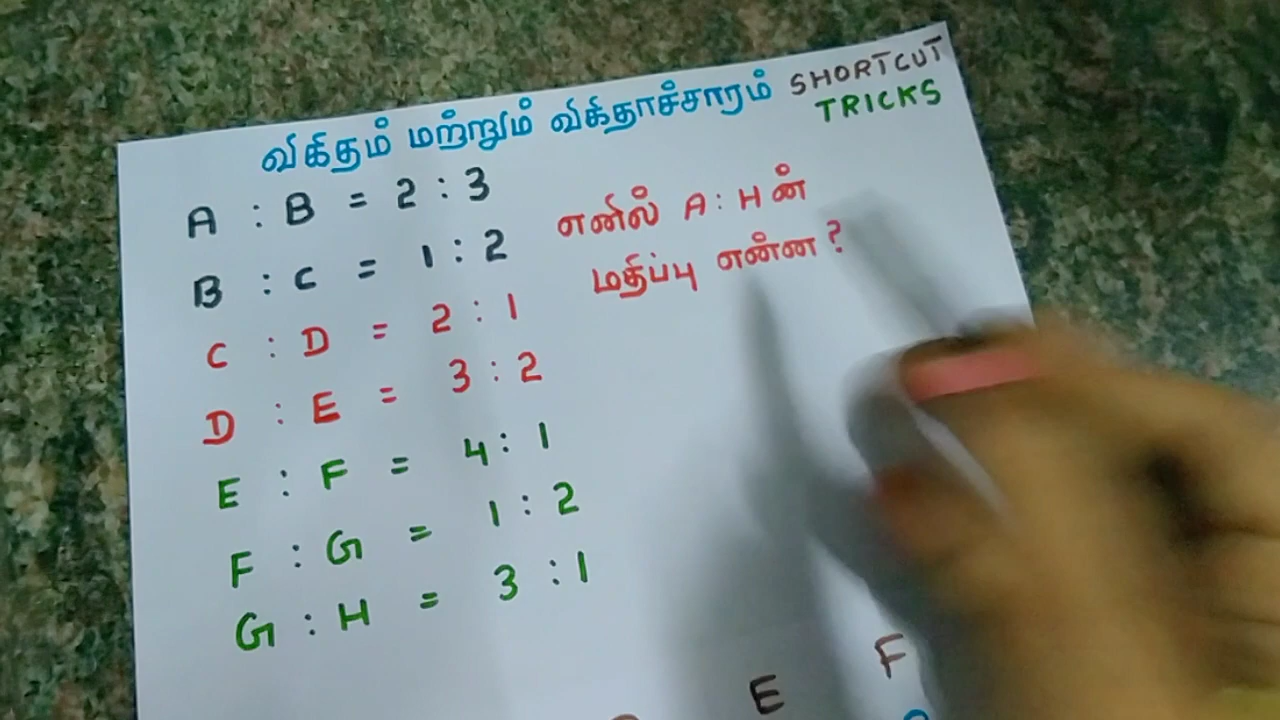 விகிதம் மற்றும் விகிதாச்சாரம் SHORTCUT
TRICKS
A : B = 2 : 3
எனில் A : H ன்
B : C = 1 : 2
மதிப்பு என்ன ?
C : D = 2 : 1
D : E = 3 : 2
E : F = 4 : 1
F : G = 1 : 2
G : H = 3 : 1
E F